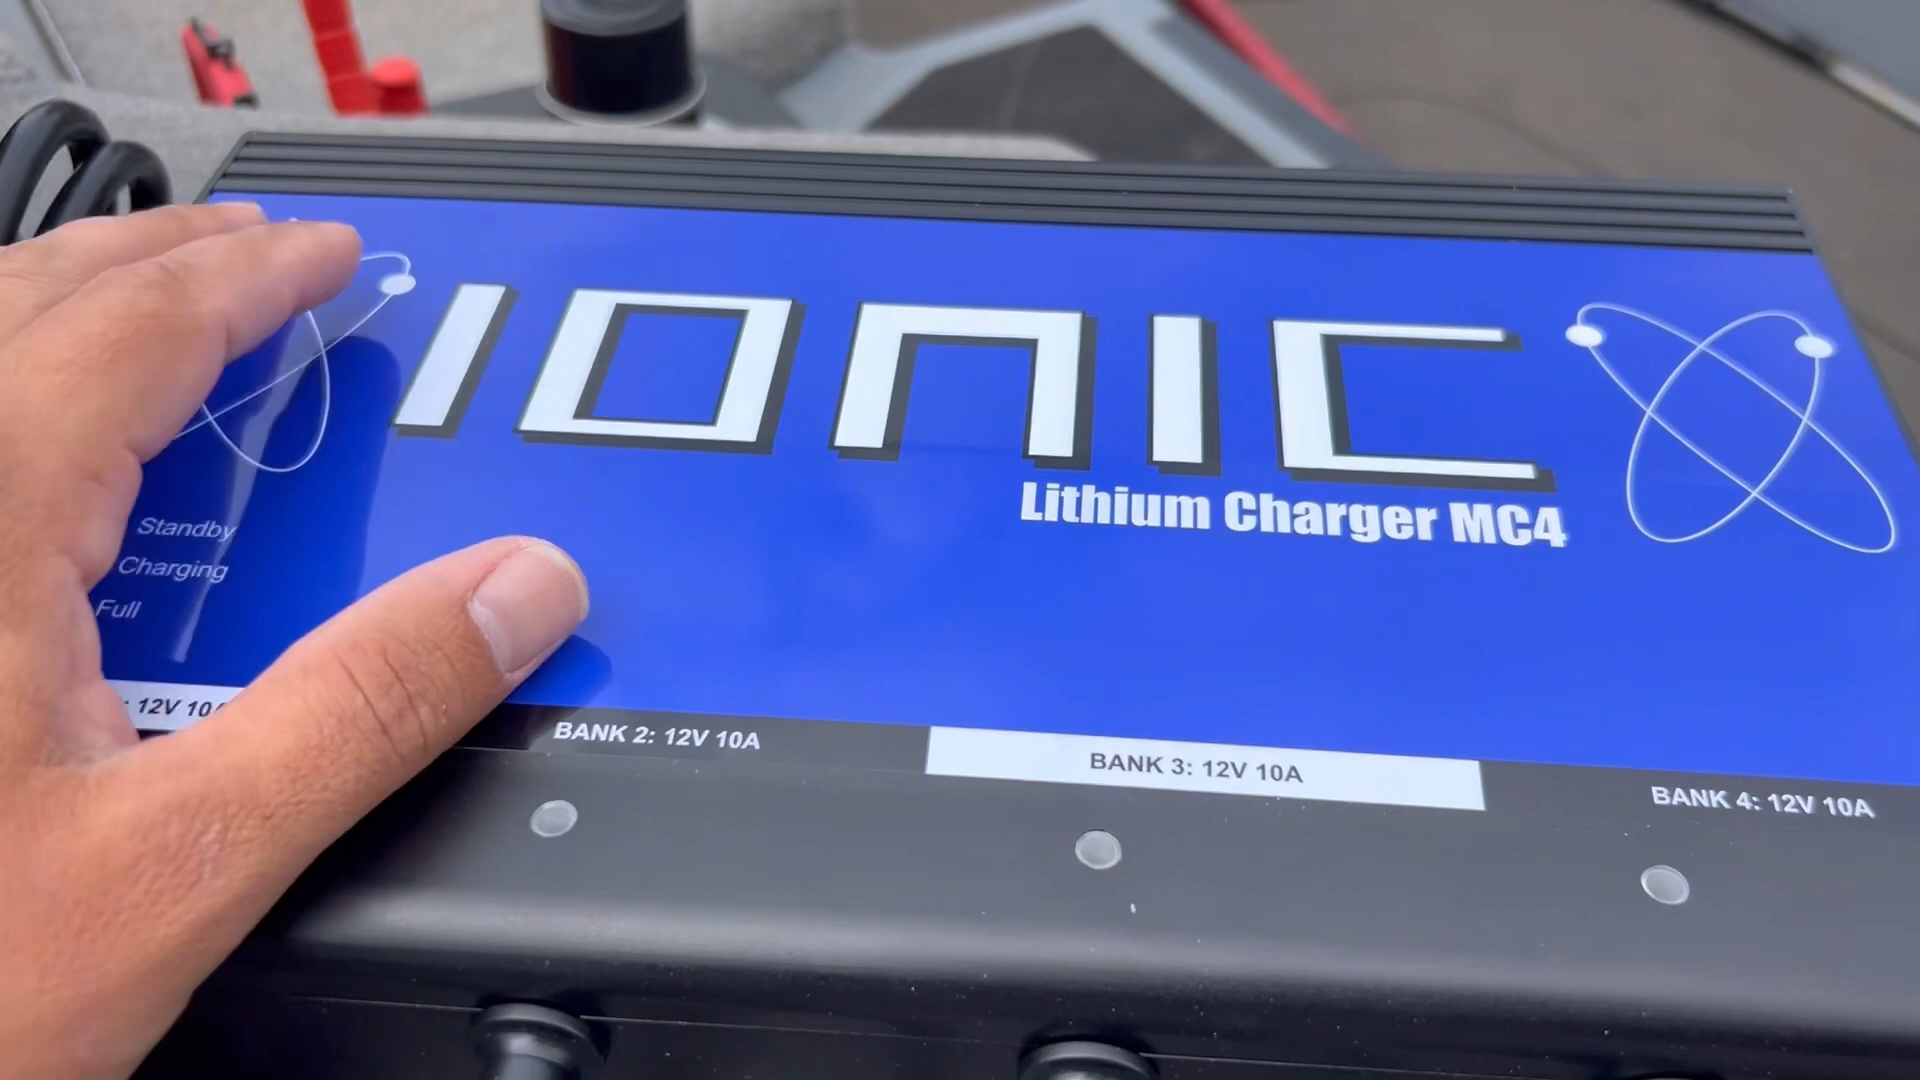 IONIC
Lithium Charger MC4
Standby
Charging
Full
: 12V 10A
BANK 2: 12V 10A
BANK 3: 12V 10A
BANK 4: 12V 10A